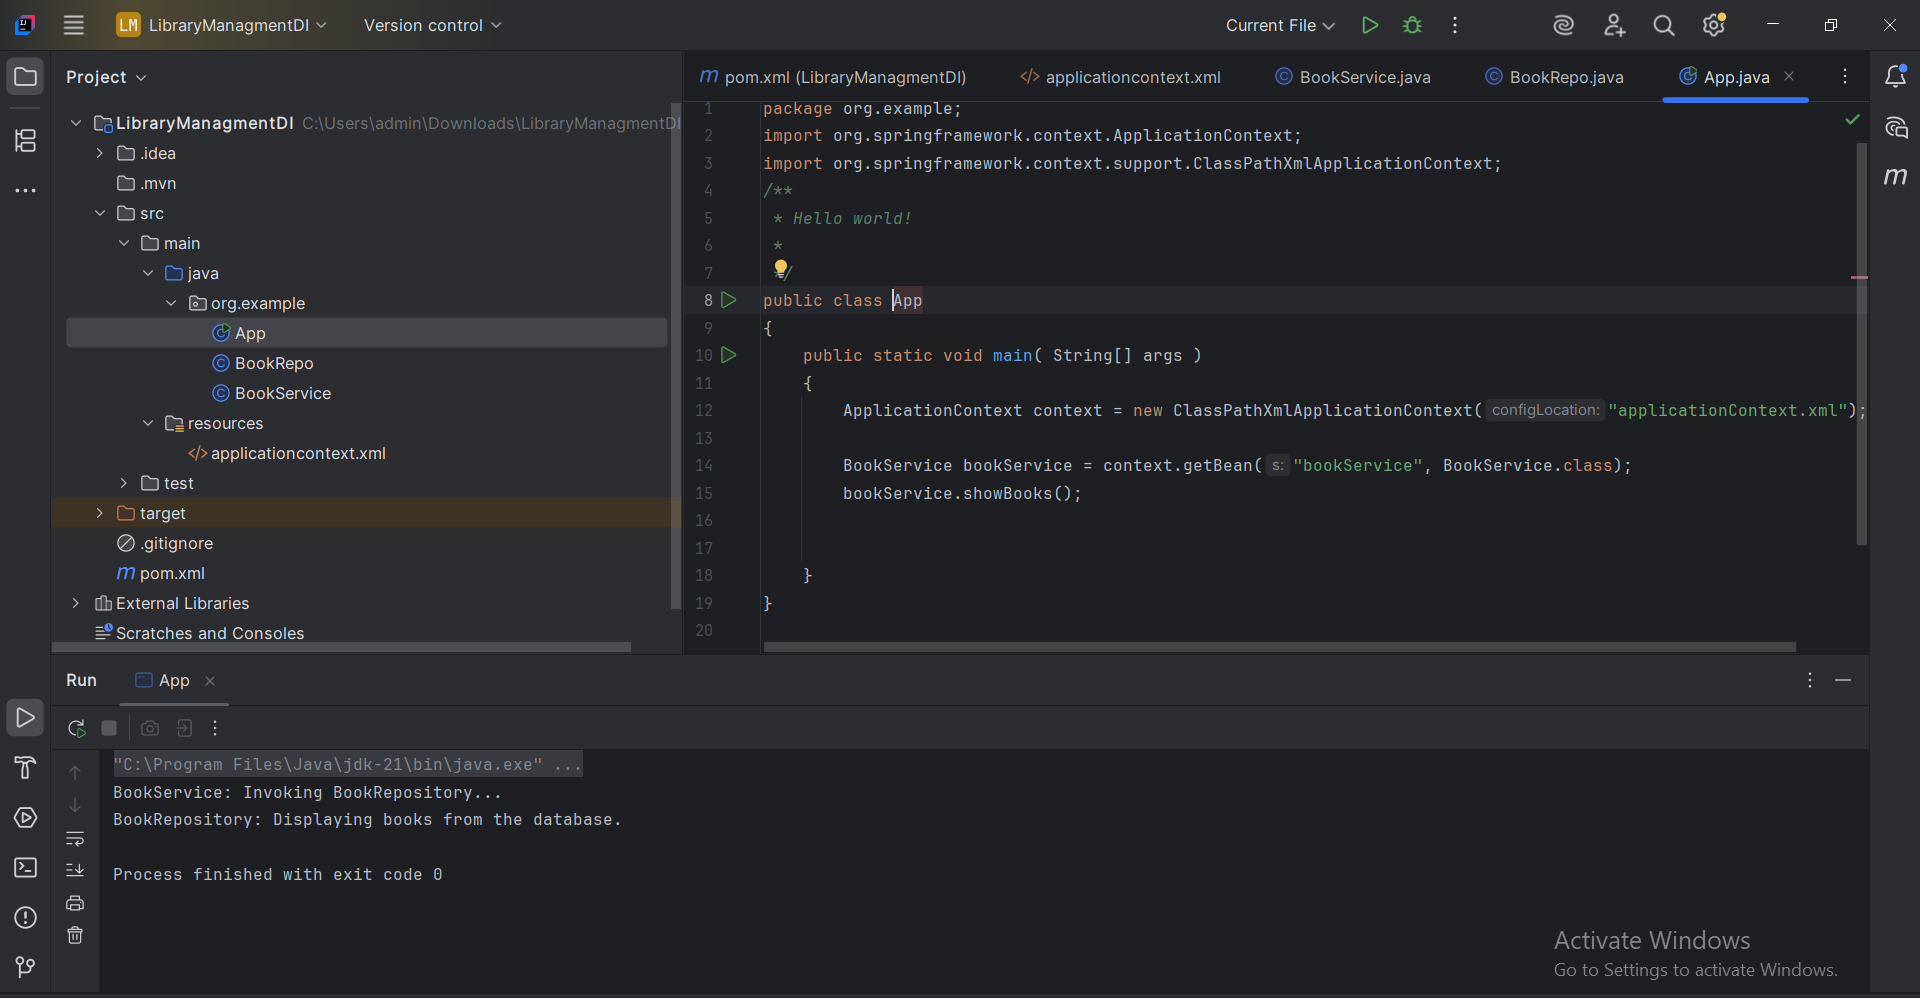 LM LibraryManagmentDI Version control Current File
Project
pom.xml (LibraryManagmentDI) applicationcontext.xml BookService.java BookRepo.java App.java
LibraryManagmentDI C:\Users\admin\Downloads\LibraryManagmentDI
.idea
.mvn
src
main
java
org.example
App
BookRepo
BookService
resources
applicationcontext.xml
test
target
.gitignore
pom.xml
External Libraries
Scratches and Consoles
1 package org.example;
2 import org.springframework.context.ApplicationContext;
3 import org.springframework.context.support.ClassPathXmlApplicationContext;
4 /**
5 * Hello world!
6 *
7 */
8 public class App
9 {
10 public static void main( String[] args )
11 {
12 ApplicationContext context = new ClassPathXmlApplicationContext( configLocation: "applicationContext.xml");
13
14 BookService bookService = context.getBean( s: "bookService", BookService.class);
15 bookService.showBooks();
16
17
18 }
19 }
20
Run App
"C:\Program Files\Java\jdk-21\bin\java.exe" ...
BookService: Invoking BookRepository...
BookRepository: Displaying books from the database.
Process finished with exit code 0
Activate Windows
Go to Settings to activate Windows.